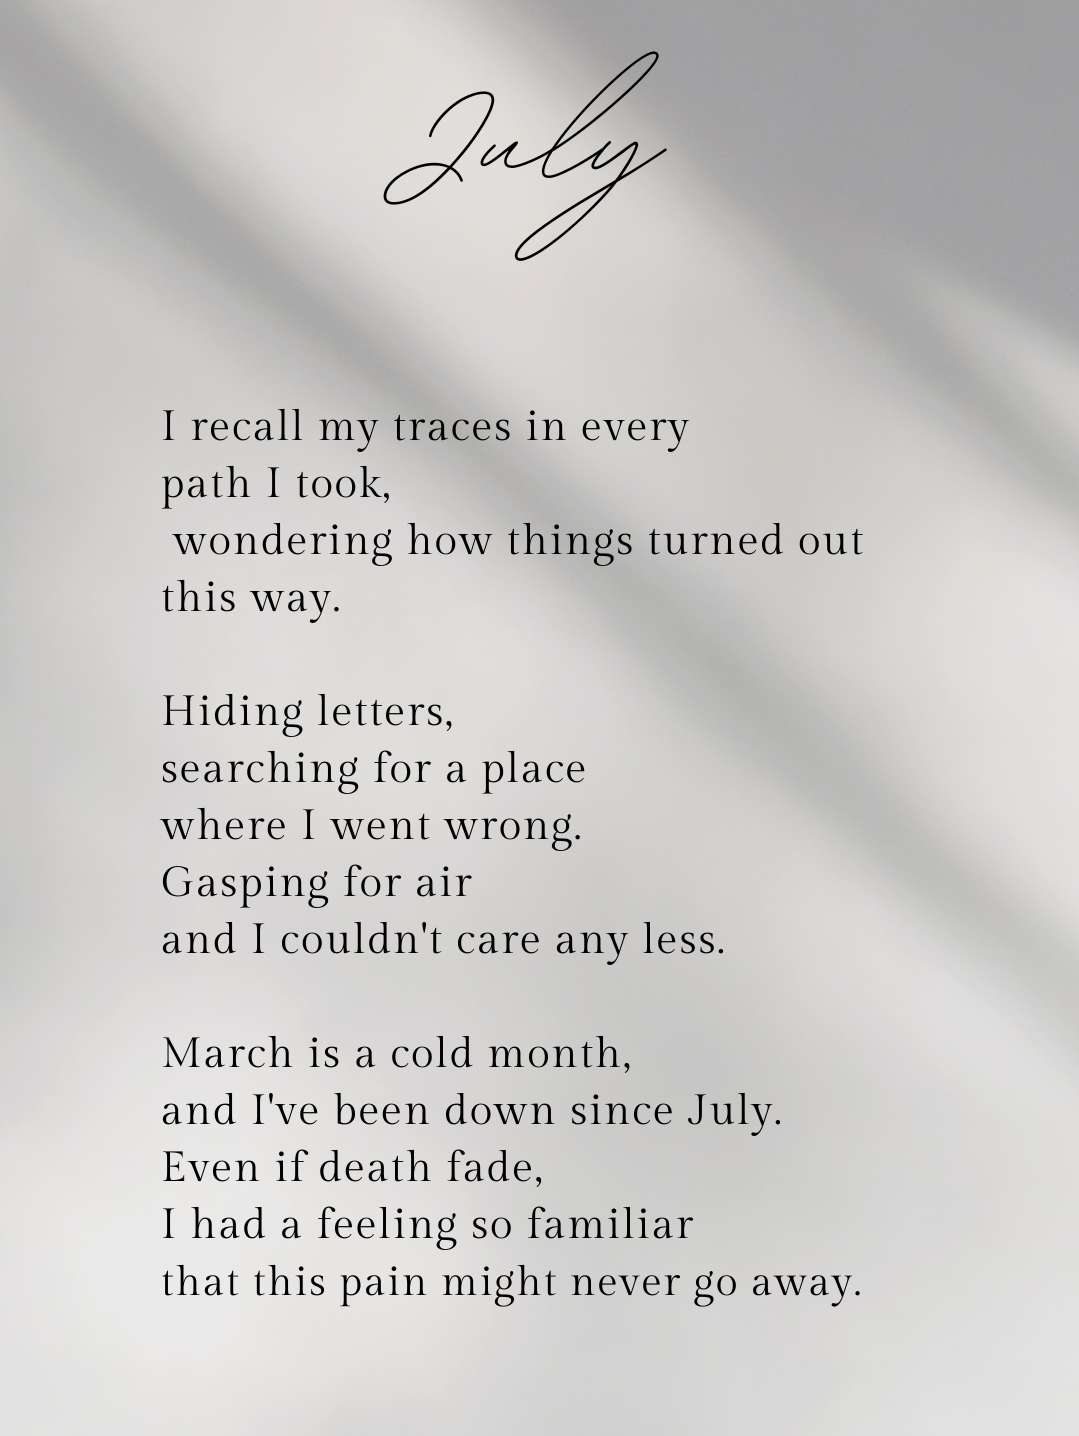 July
I recall my traces in every
path I took,
wondering how things turned out
this way.
Hiding letters,
searching for a place
where I went wrong.
Gasping for air
and I couldn't care any less.
March is a cold month,
and I've been down since July.
Even if death fade,
I had a feeling so familiar
that this pain might never go away.